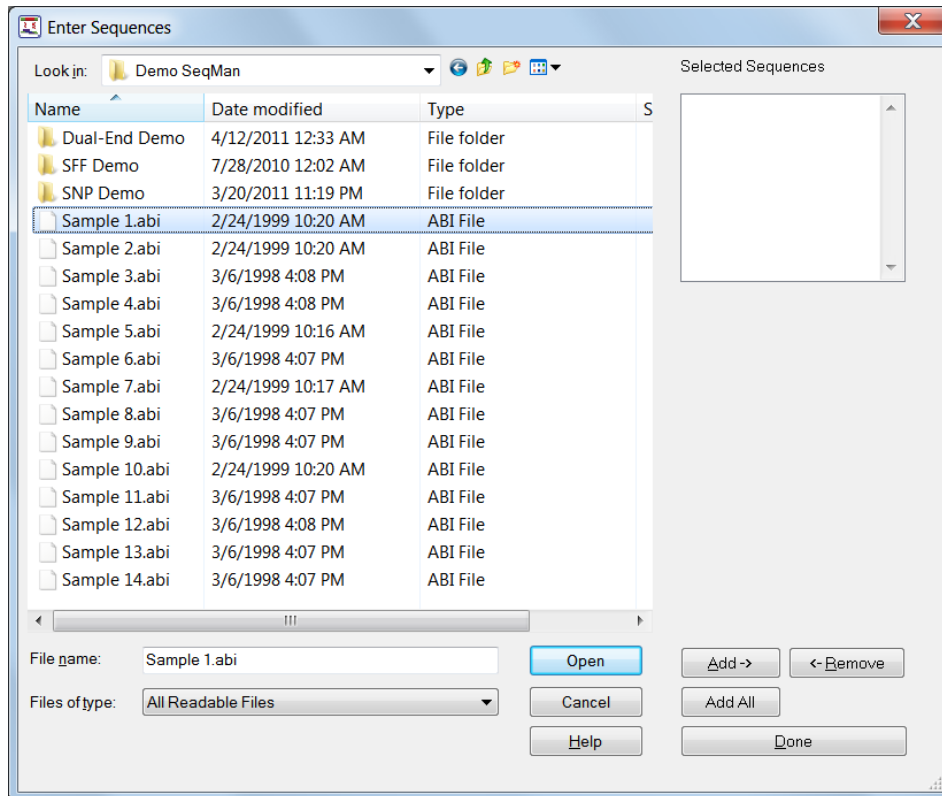 Enter Sequences
Look in: Demo SeqMan
Selected Sequences
Name Date modified Type S
Dual-End Demo 4/12/2011 12:33 AM File folder
SFF Demo 7/28/2010 12:02 AM File folder
SNP Demo 3/20/2011 11:19 PM File folder
Sample 1.abi 2/24/1999 10:20 AM ABI File
Sample 2.abi 2/24/1999 10:20 AM ABI File
Sample 3.abi 3/6/1998 4:08 PM ABI File
Sample 4.abi 3/6/1998 4:08 PM ABI File
Sample 5.abi 2/24/1999 10:16 AM ABI File
Sample 6.abi 3/6/1998 4:07 PM ABI File
Sample 7.abi 2/24/1999 10:17 AM ABI File
Sample 8.abi 3/6/1998 4:07 PM ABI File
Sample 9.abi 3/6/1998 4:07 PM ABI File
Sample 10.abi 2/24/1999 10:20 AM ABI File
Sample 11.abi 3/6/1998 4:07 PM ABI File
Sample 12.abi 3/6/1998 4:08 PM ABI File
Sample 13.abi 3/6/1998 4:07 PM ABI File
Sample 14.abi 3/6/1998 4:07 PM ABI File
File name: Sample 1.abi Open Add -> <- Remove
Files of type: All Readable Files Cancel Add All
Help Done